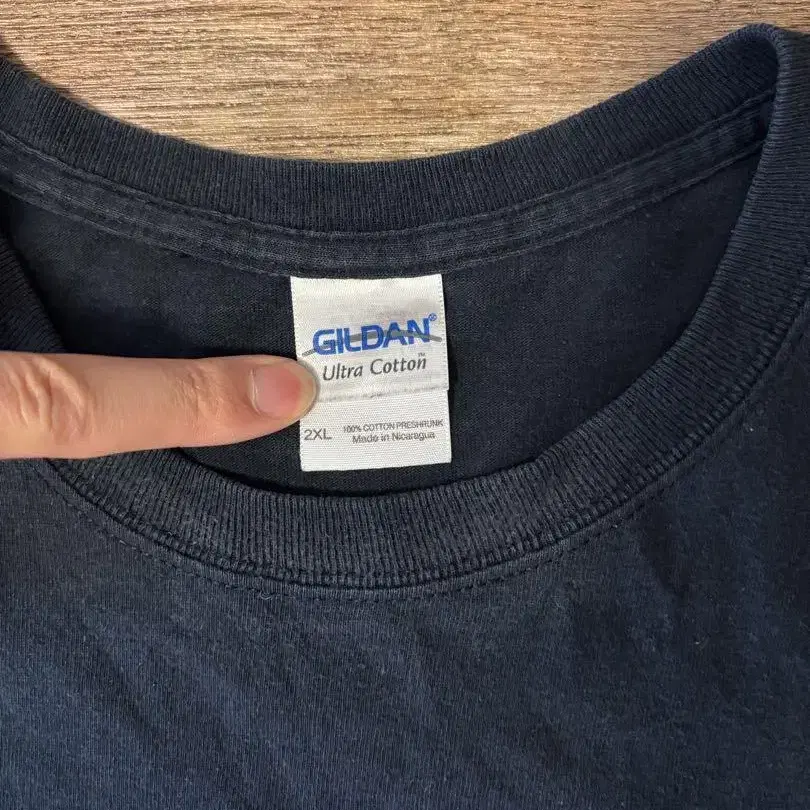 GILDAN®
Ultra Cotton™
2XL 100% COTTON PRESHRUNK
Made in Nicaragua